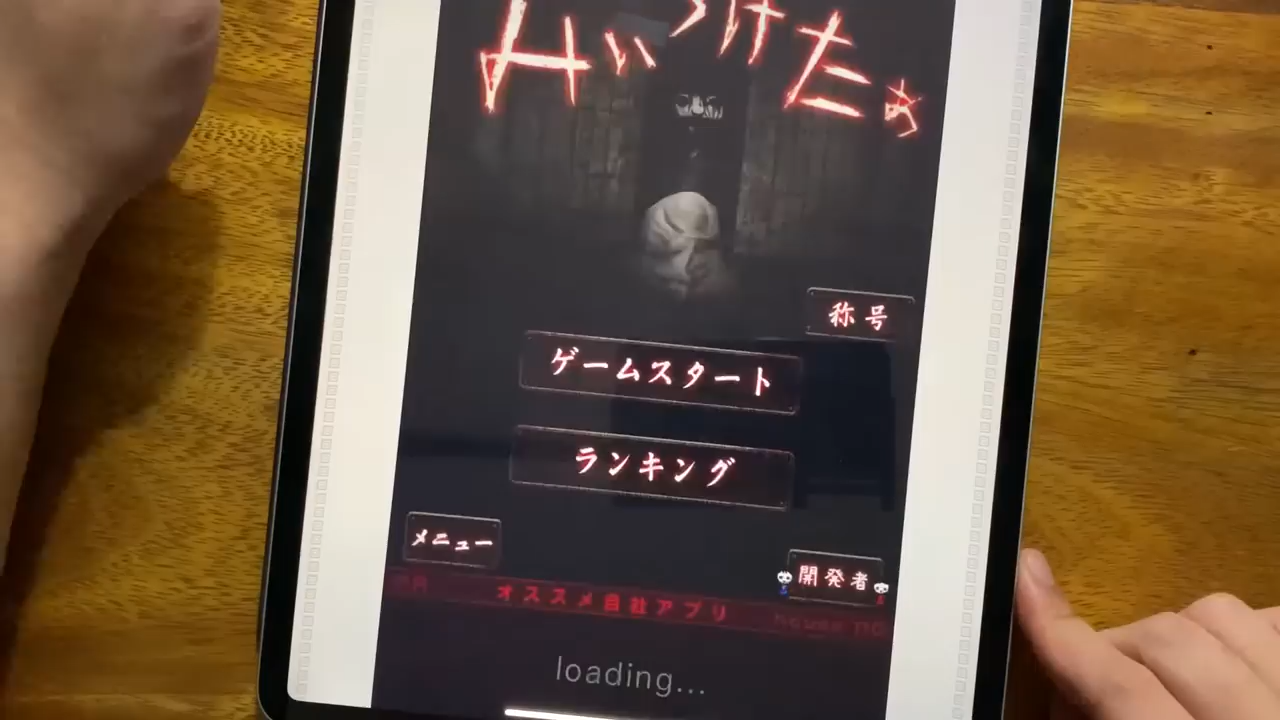 みいつけたぁ
称号
ゲームスタート
ランキング
メニュー
開発者
オススメ自社アプリ
loading...